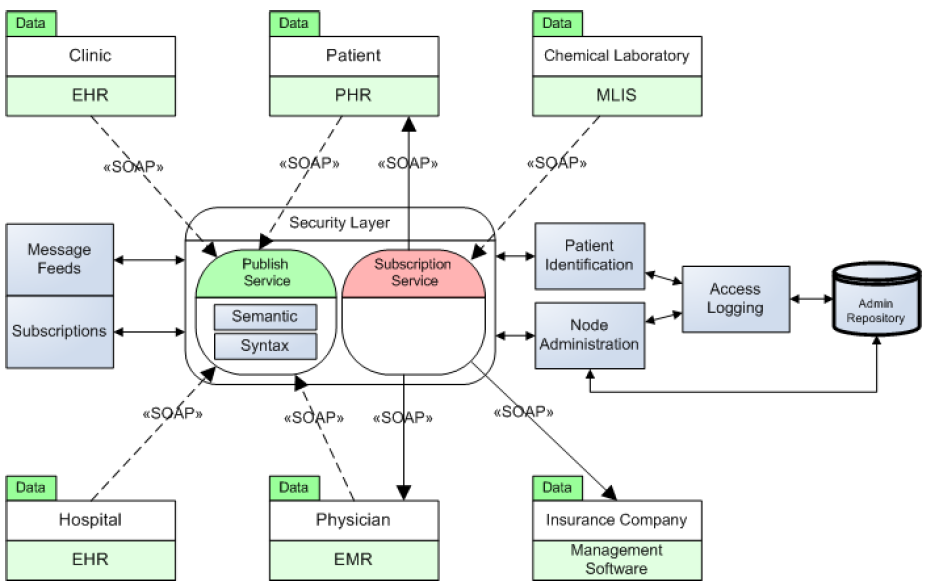 Data
Data
Data
Clinic
Patient
Chemical Laboratory
EHR
PHR
MLIS
«SOAP»
«SOAP»
«SOAP»
«SOAP»
Security Layer
Message
Feeds
Subscriptions
Publish
Service
Semantic
Syntax
Subscription
Service
Patient
Identification
Node
Administration
Access
Logging
Admin
Repository
«SOAP»
«SOAP»
«SOAP»
«SOAP»
Data
Data
Data
Hospital
Physician
Insurance Company
EHR
EMR
Management
Software